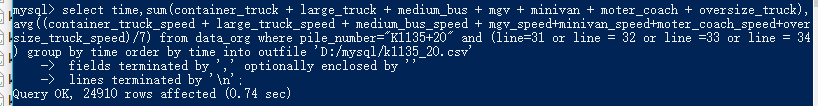 mysql> select time,sum(container_truck + large_truck + medium_bus + mgv + minivan + moter_coach + oversize_truck),
avg((container_truck_speed + large_truck_speed + medium_bus_speed + mgv_speed+minivan_speed+moter_coach_speed+over
size_truck_speed)/7) from data_org where pile_number="K1135+20" and (line=31 or line = 32 or line =33 or line = 34
) group by time order by time into outfile 'D:/mysql/k1135_20.csv'
    -> fields terminated by ',' optionally enclosed by ''
    -> lines terminated by '\n';
Query OK, 24910 rows affected (0.74 sec)